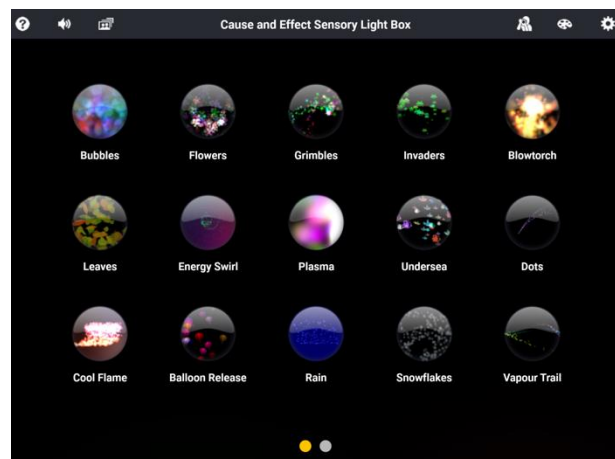 Cause and Effect Sensory Light Box
Bubbles
Flowers
Grimbles
Invaders
Blowtorch
Leaves
Energy Swirl
Plasma
Undersea
Dots
Cool Flame
Balloon Release
Rain
Snowflakes
Vapour Trail